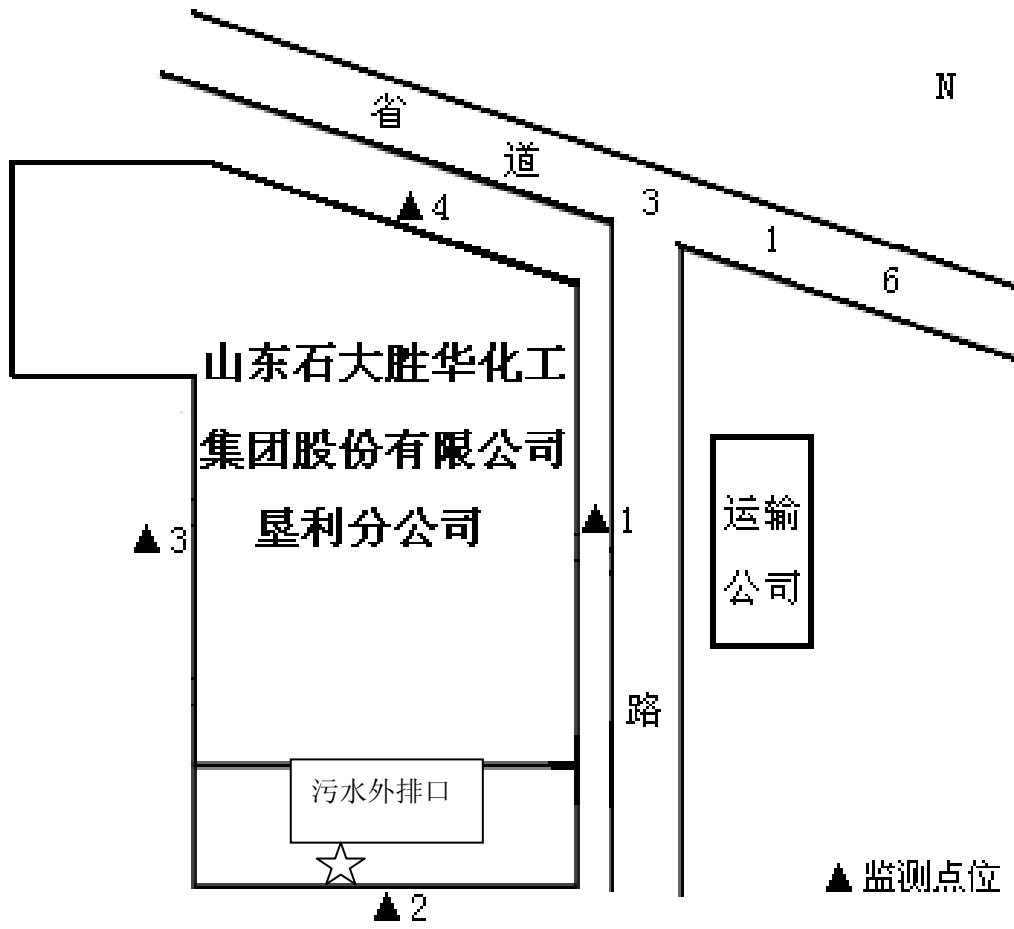 N
省
道
3
1
6
▲4
山东石大胜华化工
集团股份有限公司
垦利分公司
▲3
▲1
运输
公司
路
污水外排口
▲2
▲监测点位